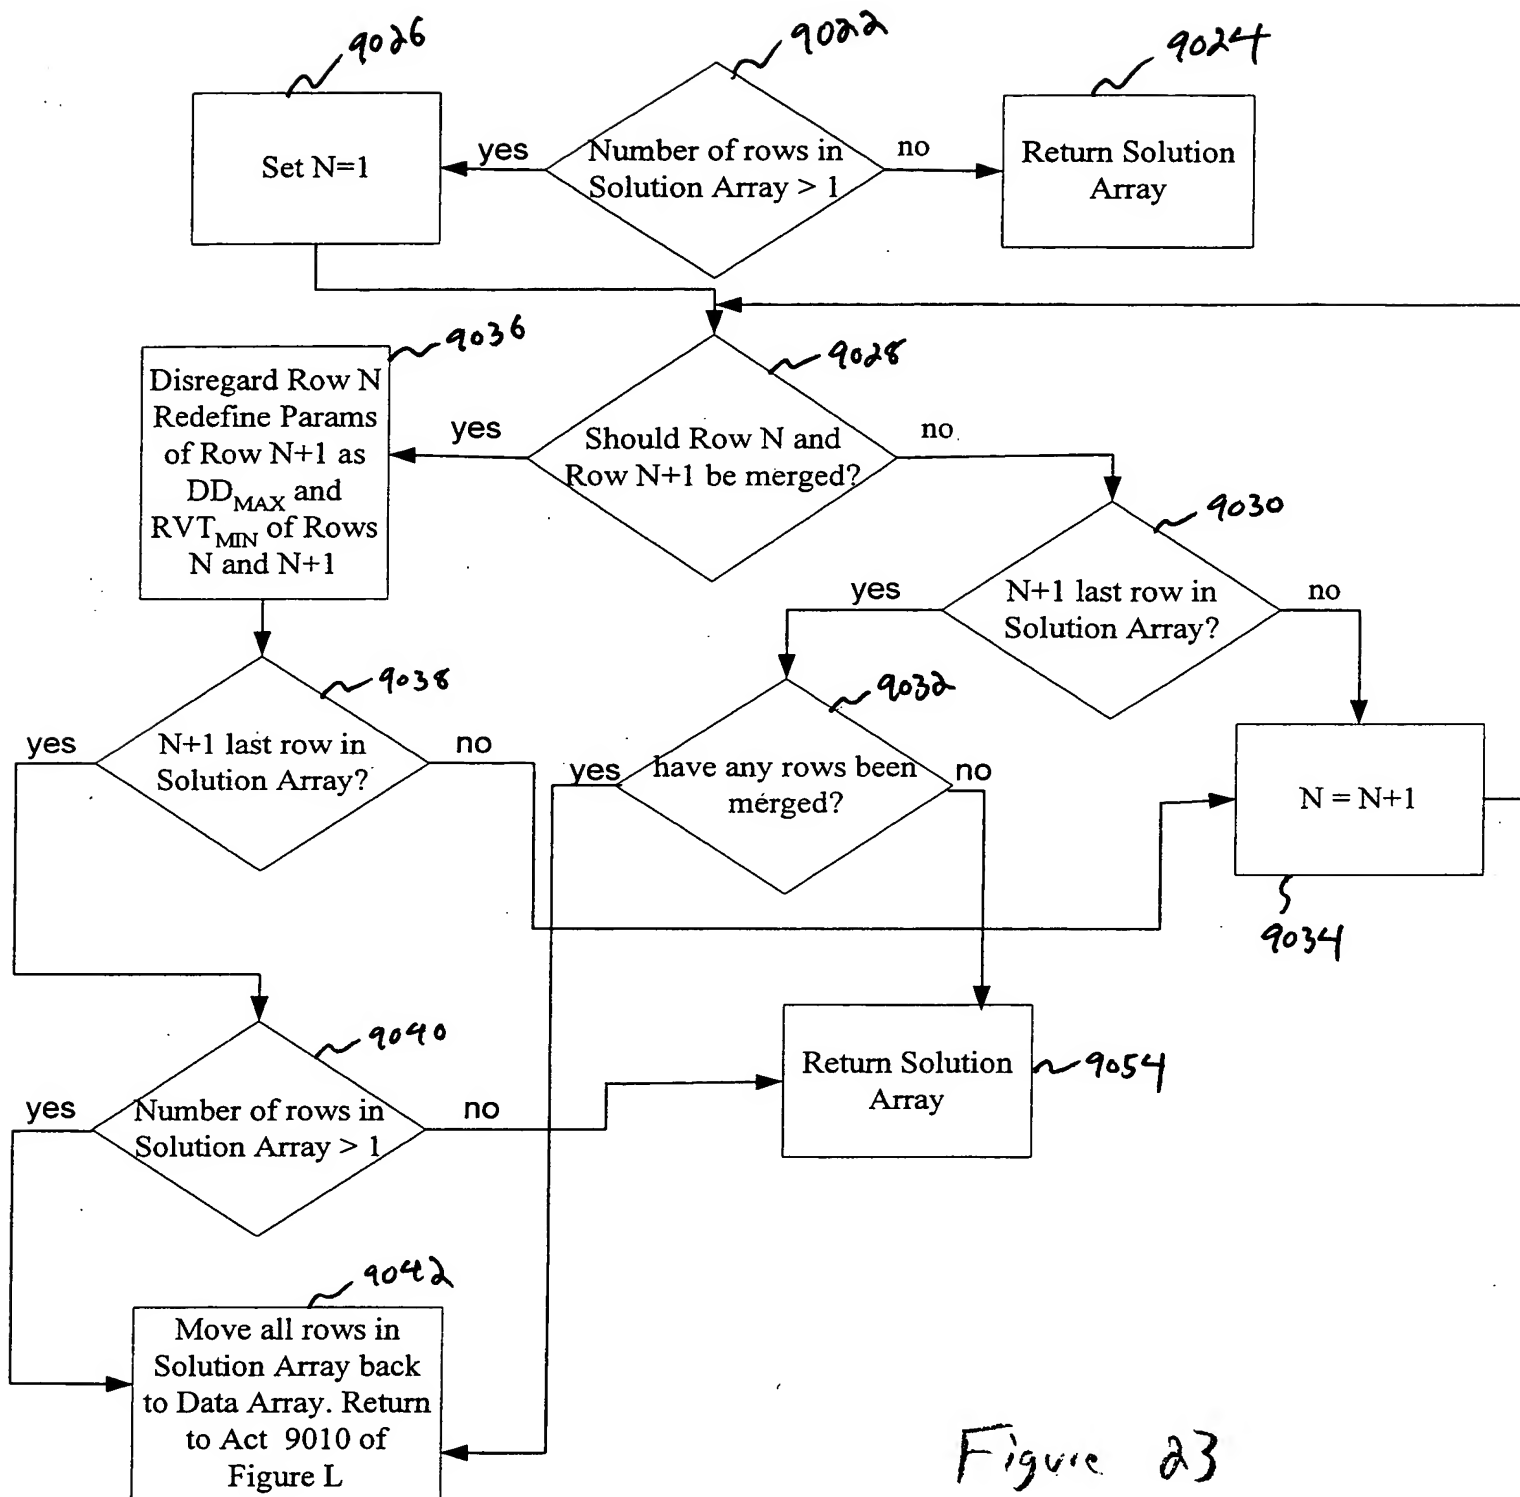 9026
9022
9024
Set N=1
yes
Number of rows in
Solution Array > 1
no
Return Solution
Array
9036
9028
Disregard Row N
Redefine Params
of Row N+1 as
DD_MAX and
RVT_MIN of Rows
N and N+1
yes
Should Row N and
Row N+1 be merged?
no
9030
yes
N+1 last row in
Solution Array?
no
9038
9032
yes
N+1 last row in
Solution Array?
no
yes
have any rows been
merged?
no
N = N+1
9034
9040
yes
Number of rows in
Solution Array > 1
no
Return Solution
Array
9054
9042
Move all rows in
Solution Array back
to Data Array. Return
to Act 9010 of
Figure L
Figure 23